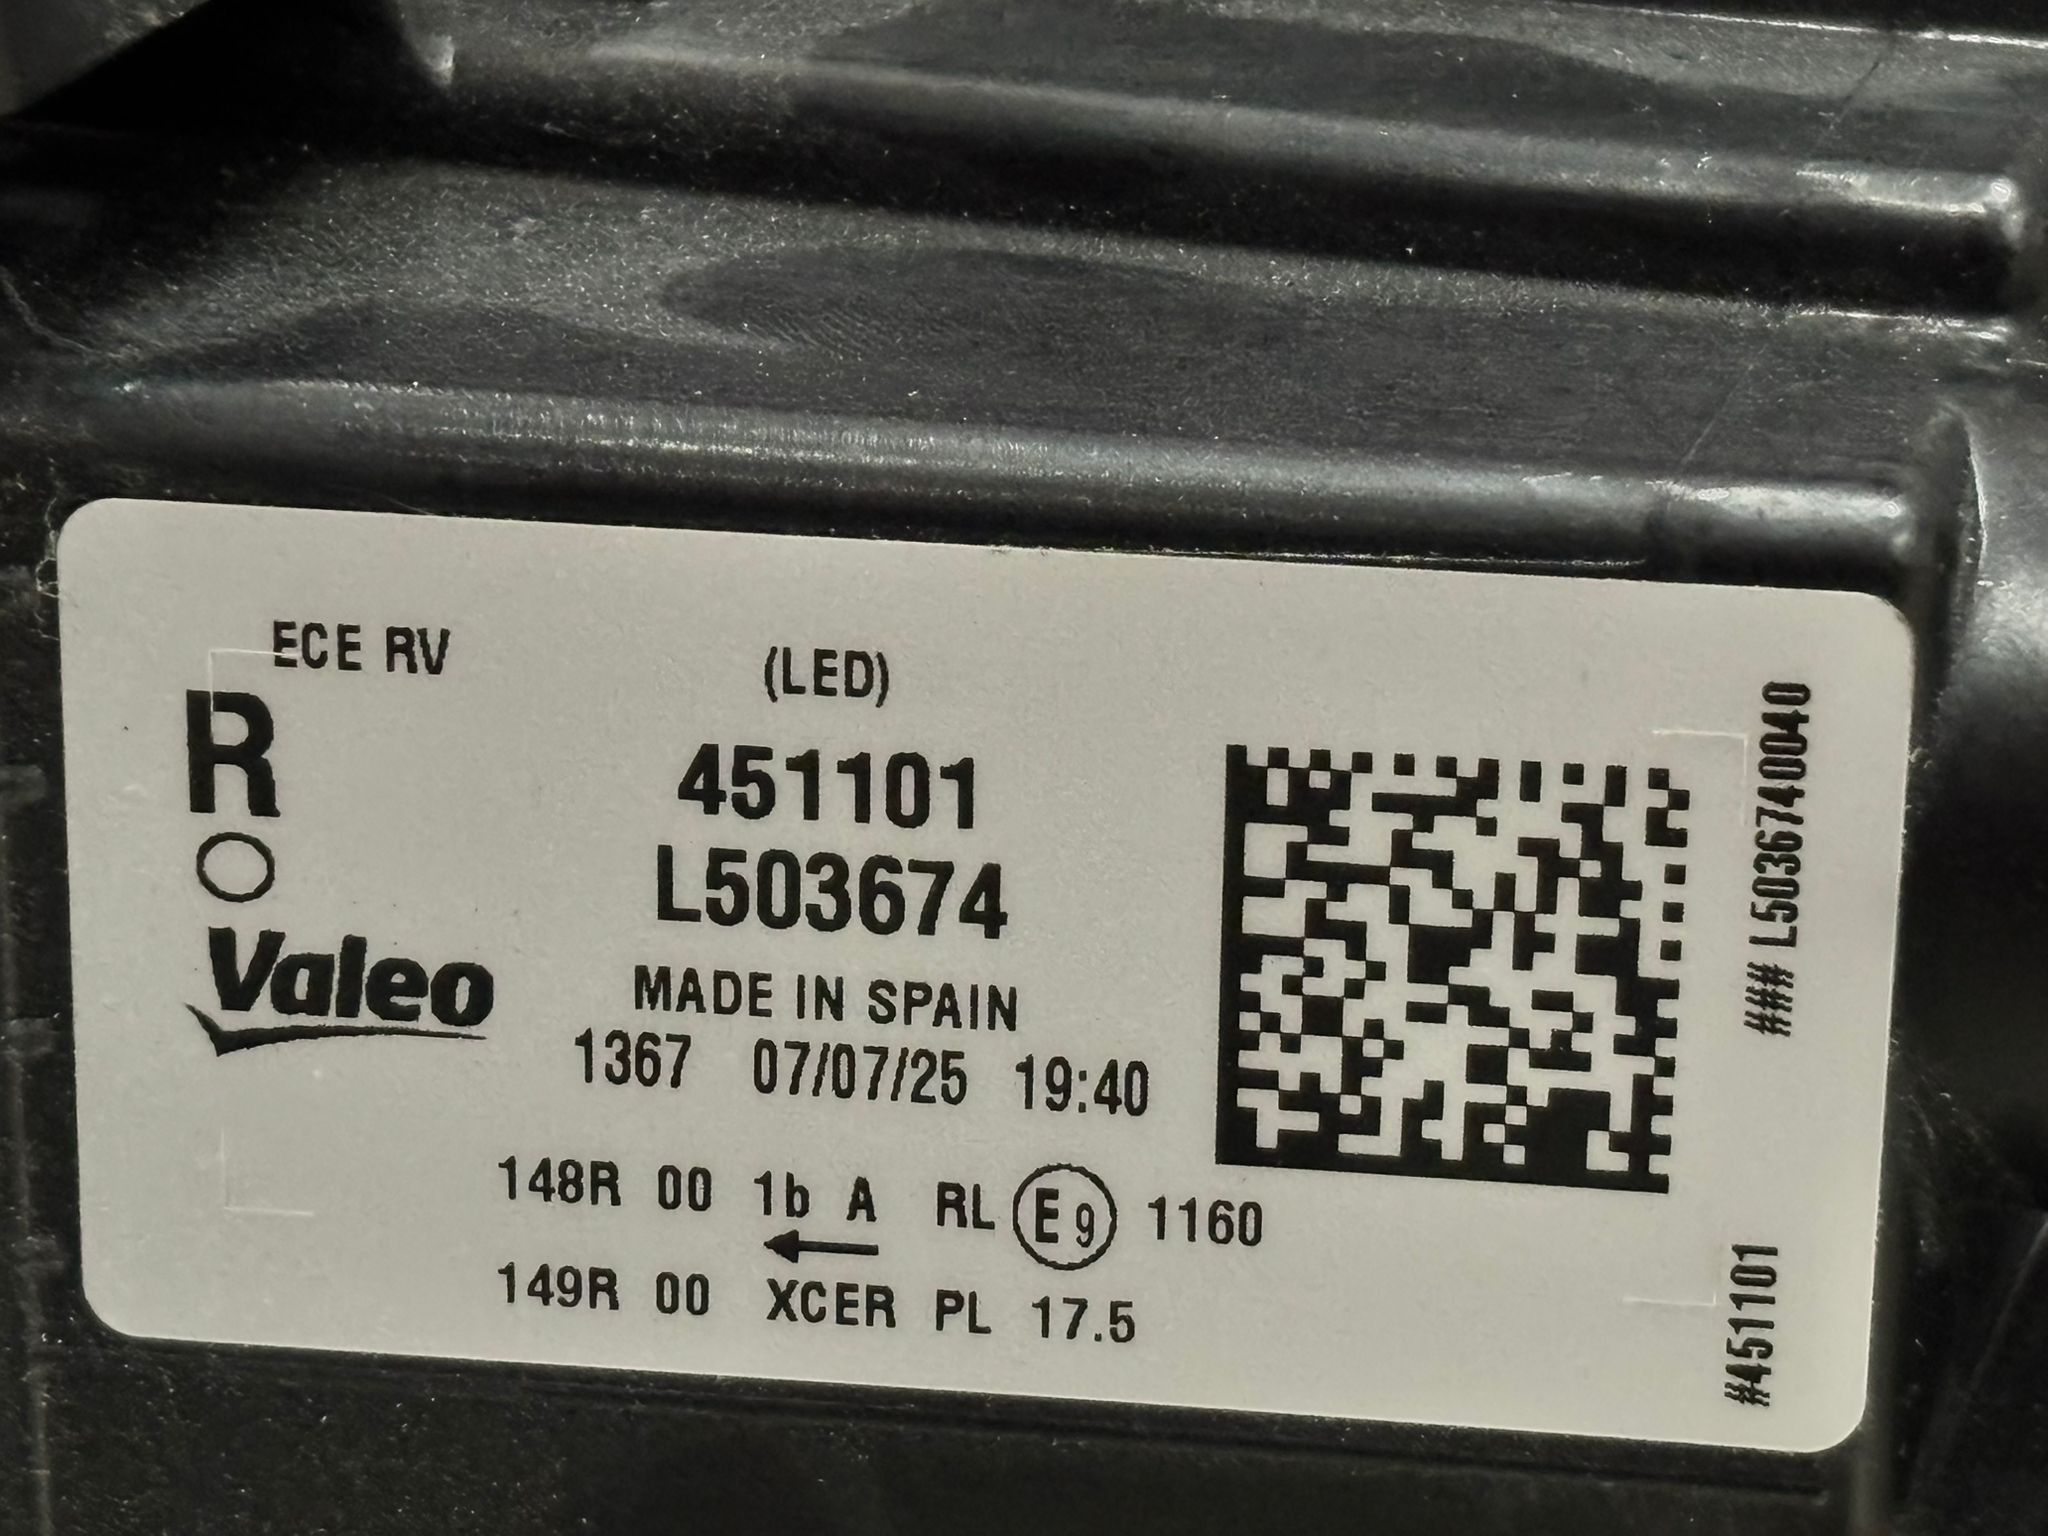 ECE RV (LED)
R
451101
L503674
Valeo
MADE IN SPAIN
1367 07/07/25 19:40
148R 00 1b A RL E9 1160
149R 00 XCER PL 17.5
### L5036740040
#451101